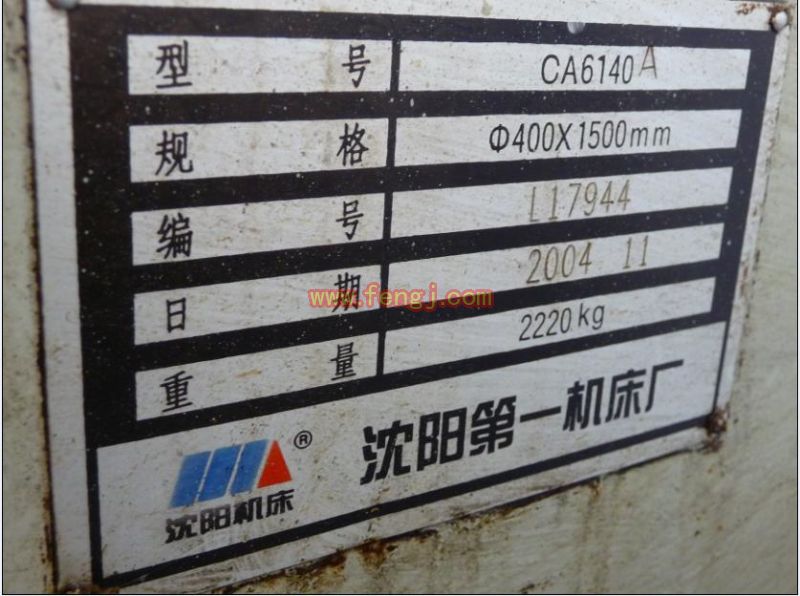 型号 CA6140A
规格 Φ400X1500mm
编号 L17944
日期 2004 11
www.fengj.com
重量 2220kg
沈阳第一机床厂
®
沈阳机床